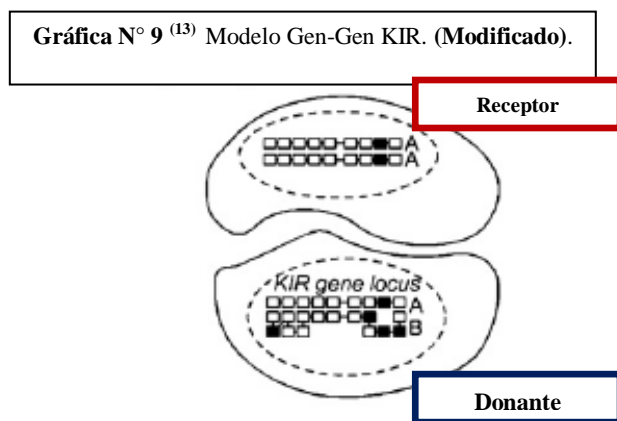 Gráfica N° 9 (13) Modelo Gen-Gen KIR. (Modificado).
Receptor
A
A
KIR gene locus
A
B
Donante